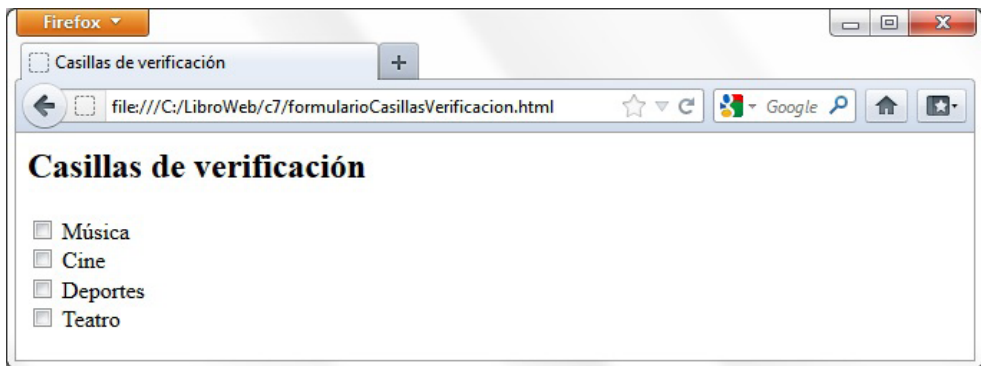 Firefox
Casillas de verificación
file:///C:/LibroWeb/c7/formularioCasillasVerificacion.html
Google
Casillas de verificación
Música
Cine
Deportes
Teatro